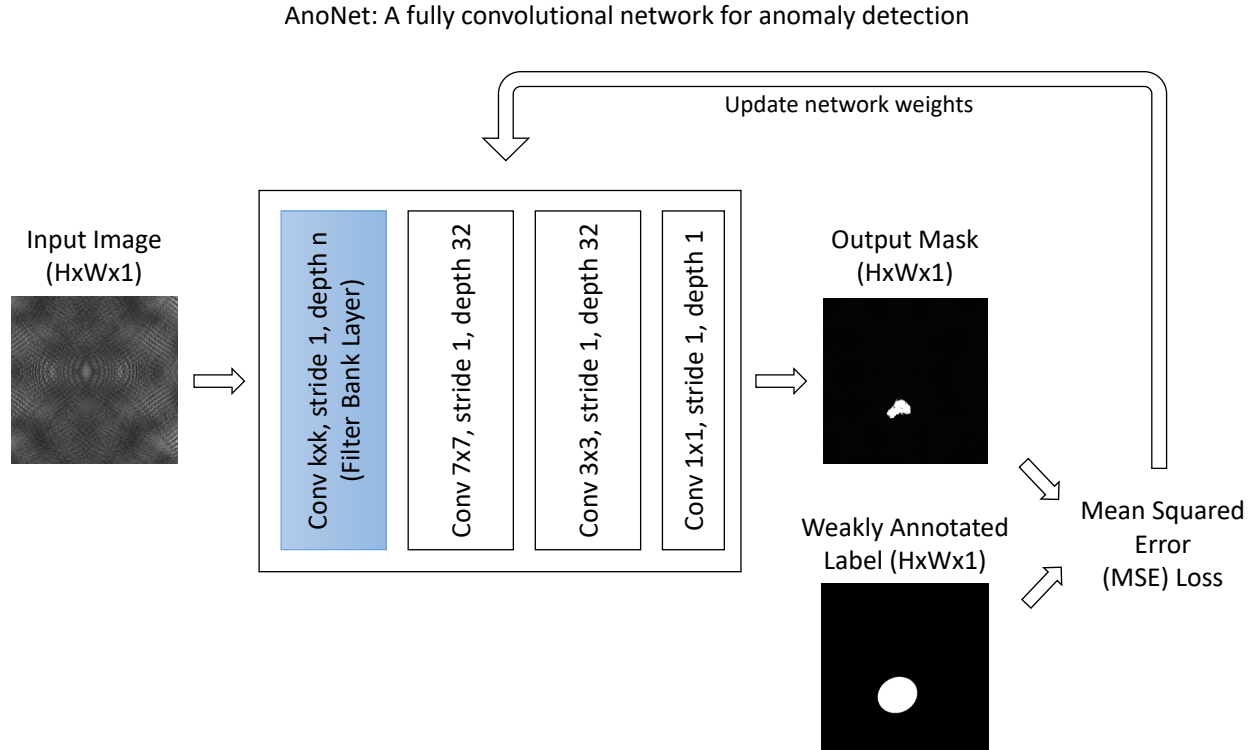 AnoNet: A fully convolutional network for anomaly detection
Update network weights
Input Image
(HxWx1)
Conv kxk, stride 1, depth n
(Filter Bank Layer)
Conv 7x7, stride 1, depth 32
Conv 3x3, stride 1, depth 32
Conv 1x1, stride 1, depth 1
Output Mask
(HxWx1)
Weakly Annotated
Label (HxWx1)
Mean Squared
Error
(MSE) Loss